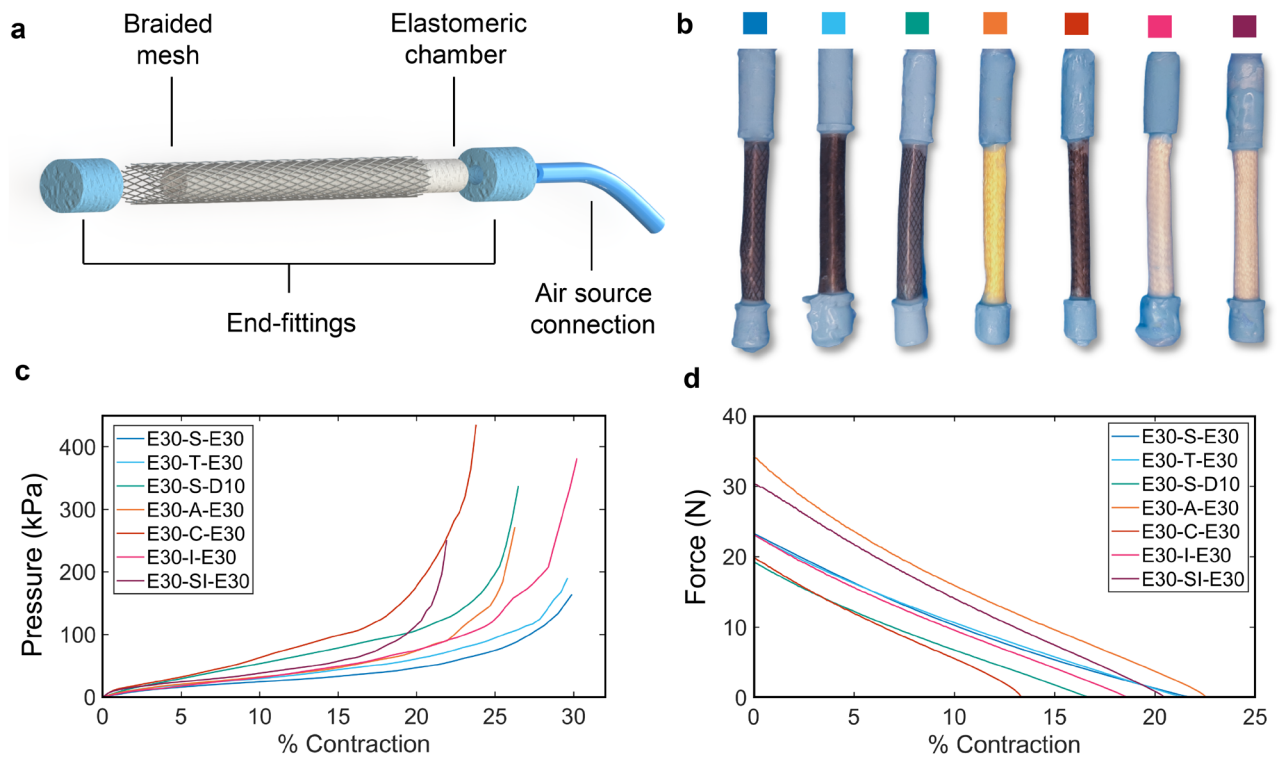 a
Braided
mesh
Elastomeric
chamber
End-fittings
Air source
connection
b
c
Pressure (kPa)
400
300
200
100
0
E30-S-E30
E30-T-E30
E30-S-D10
E30-A-E30
E30-C-E30
E30-I-E30
E30-SI-E30
0 5 10 15 20 25 30
% Contraction
d
Force (N)
40
30
20
10
0
E30-S-E30
E30-T-E30
E30-S-D10
E30-A-E30
E30-C-E30
E30-I-E30
E30-SI-E30
0 5 10 15 20 25
% Contraction